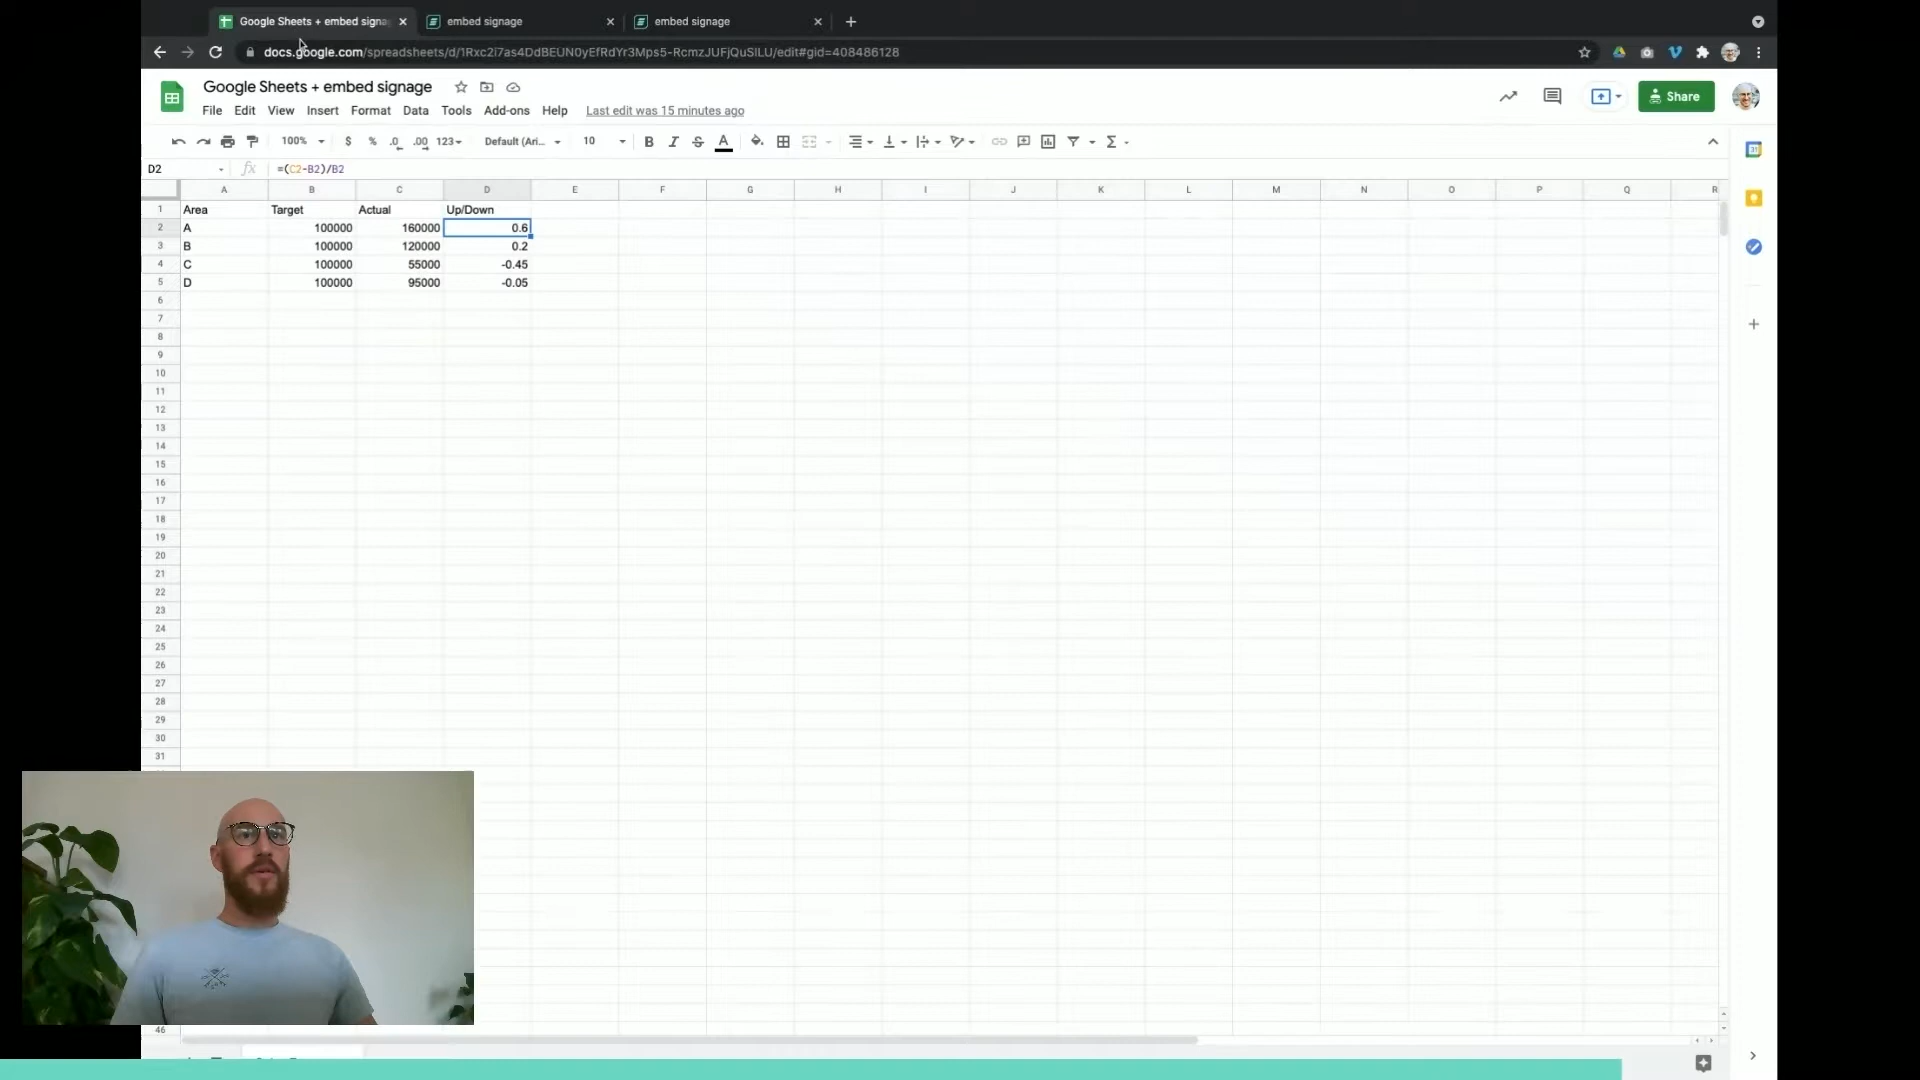 Google Sheets + embed signa
embed signage
embed signage
docs.google.com/spreadsheets/d/1Rxc2i7as4DdBEUN0yEfRdYr3Mps5-RcmzJUFjQuSlLU/edit#gid=408486128
Google Sheets + embed signage
File Edit View Insert Format Data Tools Add-ons Help Last edit was 15 minutes ago
Share
100% $ % .0 .00 123 Default (Ari... 10 B I S A Σ
D2 fx =(C2-B2)/B2
A B C D E F G H I J K L M N O P Q R
1 Area Target Actual Up/Down
2 A 100000 160000 0.6
3 B 100000 120000 0.2
4 C 100000 55000 -0.45
5 D 100000 95000 -0.05
6
7
8
9
10
11
12
13
14
15
16
17
18
19
20
21
22
23
24
25
26
27
28
29
30
31
46